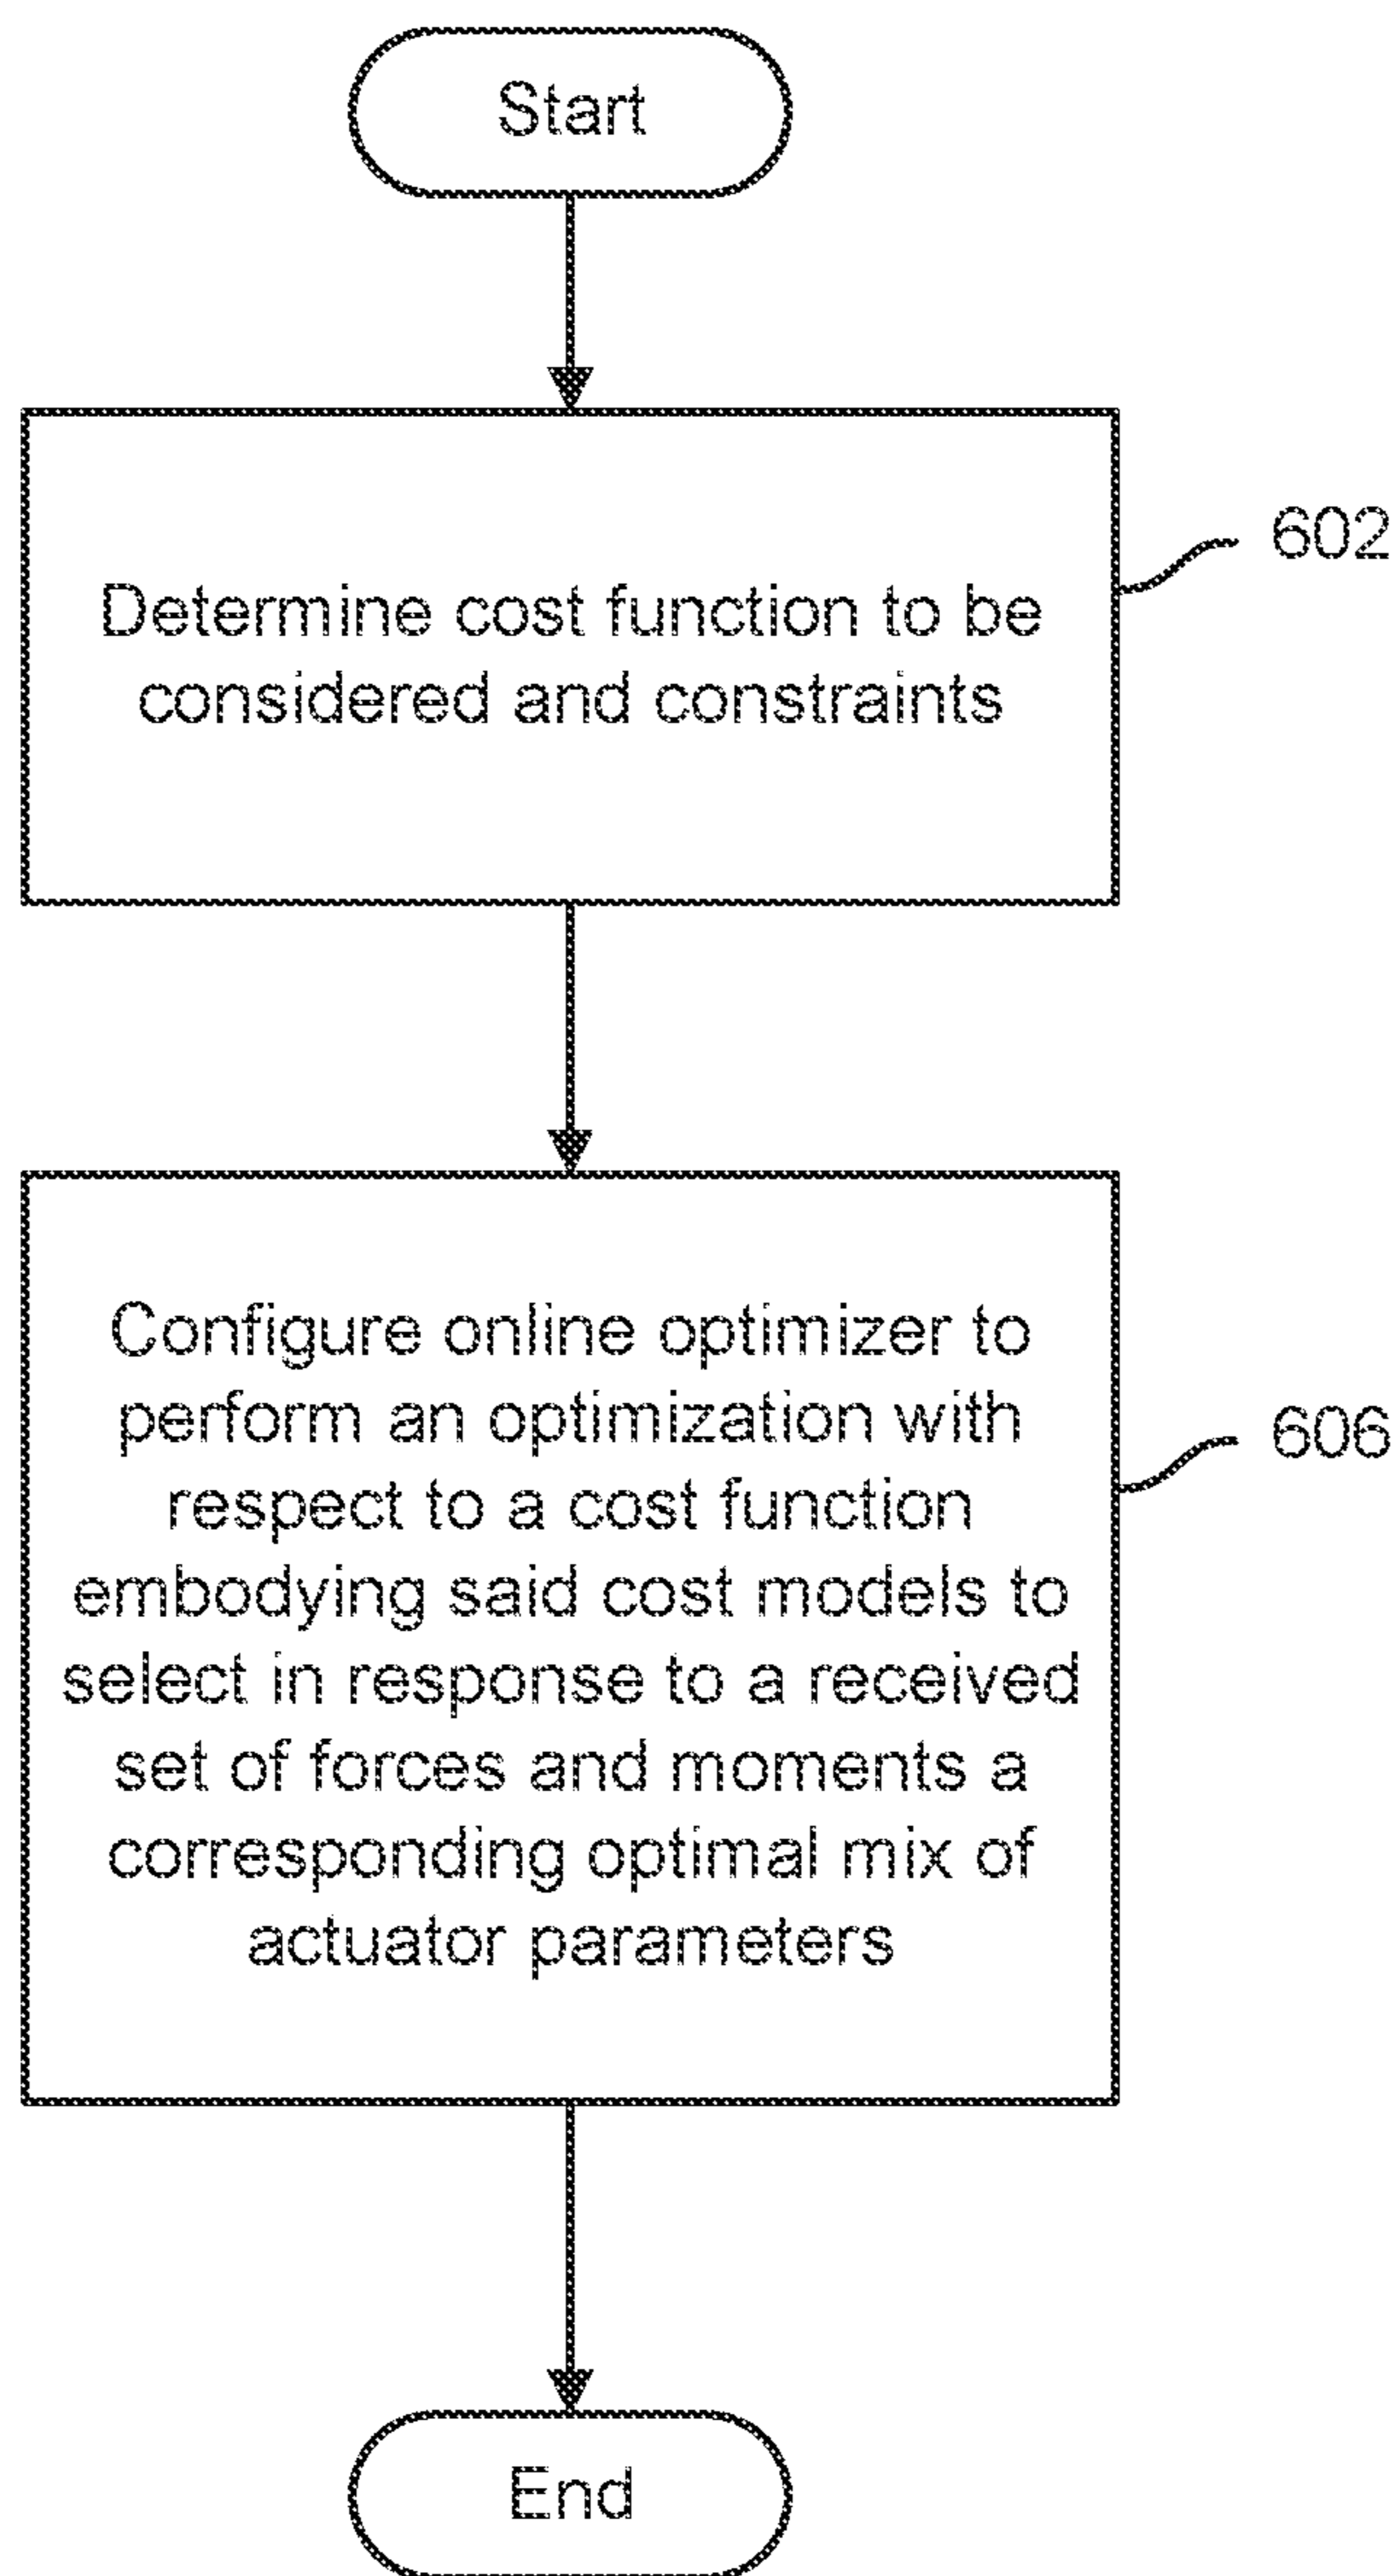 Start
Determine cost function to be
considered and constraints
602
Configure online optimizer to
perform an optimization with
respect to a cost function
embodying said cost models to
select in response to a received
set of forces and moments a
corresponding optimal mix of
actuator parameters
606
End